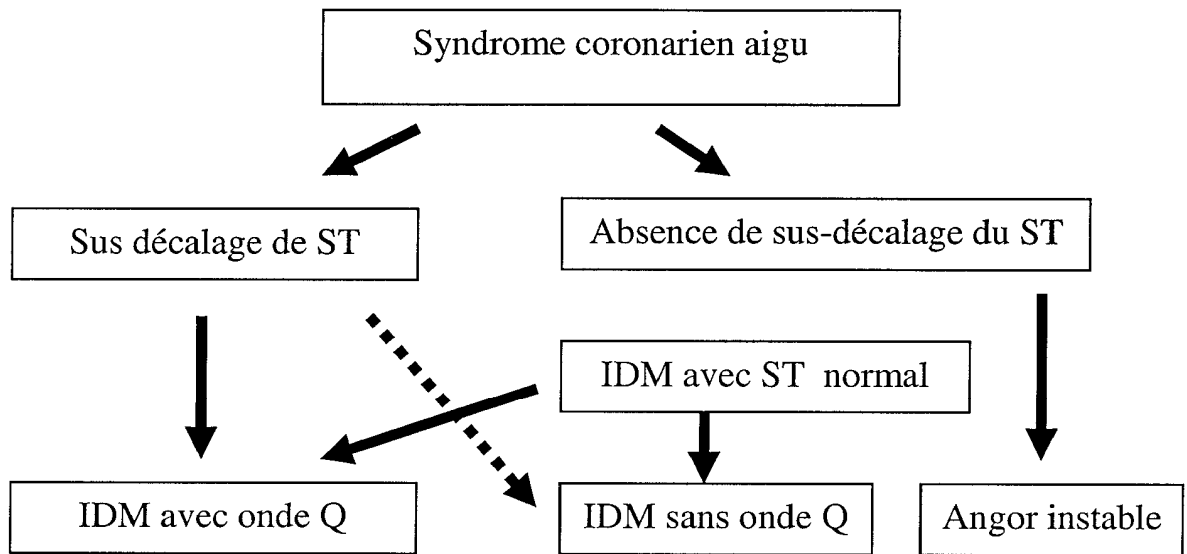 Syndrome coronarien aigu
Sus décalage de ST
Absence de sus-décalage du ST
IDM avec ST normal
IDM avec onde Q
IDM sans onde Q
Angor instable